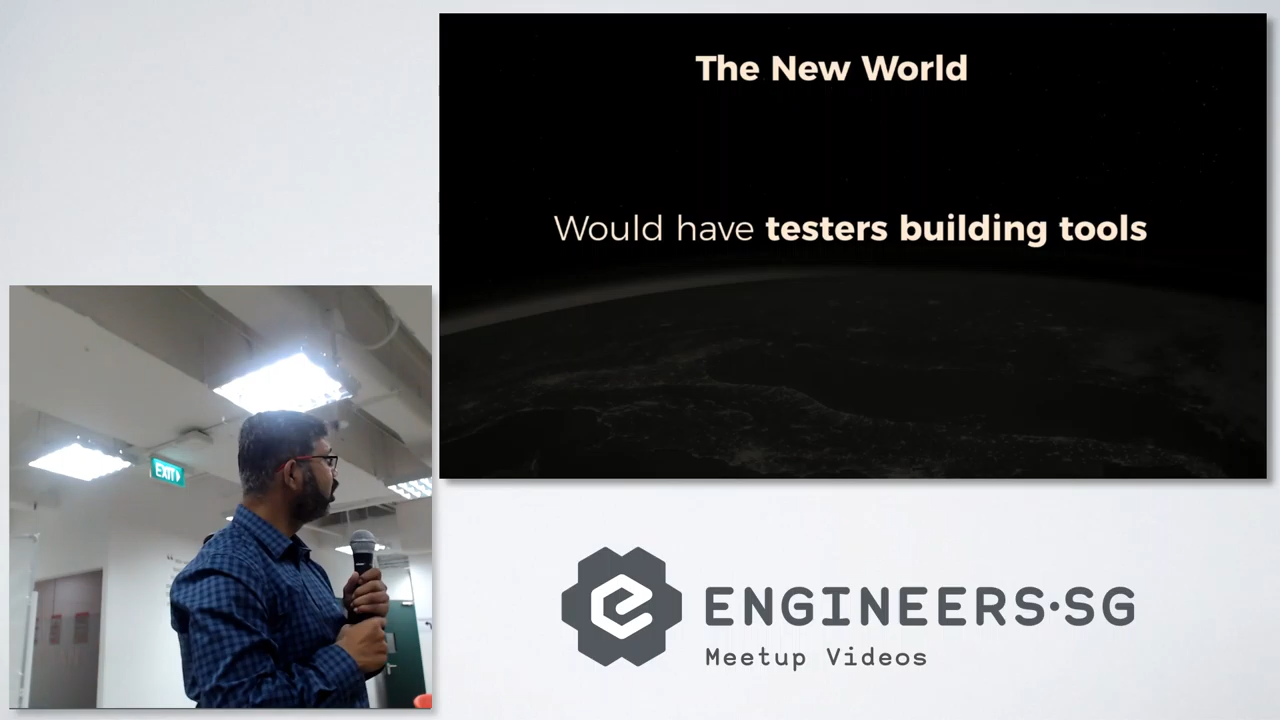 The New World
Would have testers building tools
EXIT
ENGINEERS·SG
Meetup Videos